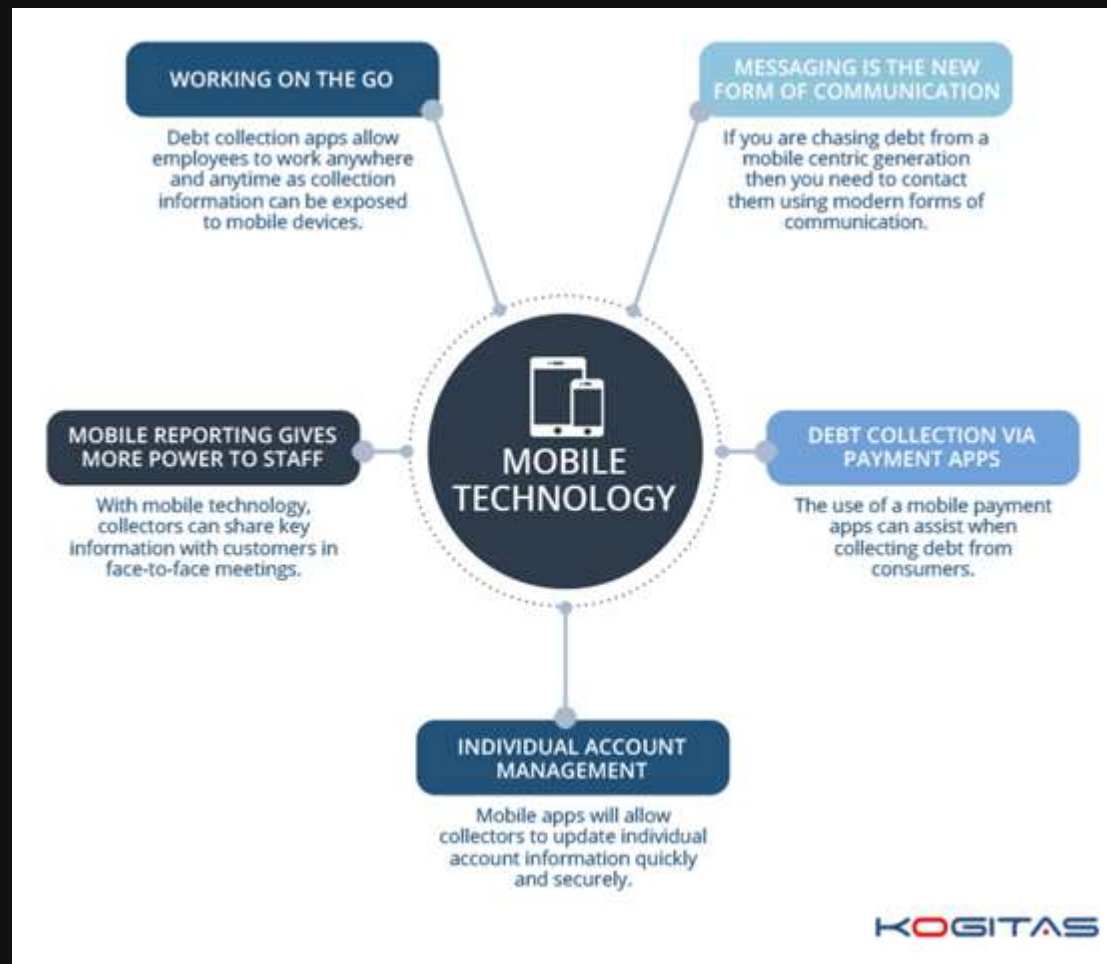 WORKING ON THE GO
Debt collection apps allow
employees to work anywhere
and anytime as collection
information can be exposed
to mobile devices.
MESSAGING IS THE NEW
FORM OF COMMUNICATION
If you are chasing debt from a
mobile centric generation
then you need to contact
them using modern forms of
communication.
MOBILE REPORTING GIVES
MORE POWER TO STAFF
With mobile technology,
collectors can share key
information with customers in
face-to-face meetings.
MOBILE
TECHNOLOGY
DEBT COLLECTION VIA
PAYMENT APPS
The use of a mobile payment
apps can assist when
collecting debt from
consumers.
INDIVIDUAL ACCOUNT
MANAGEMENT
Mobile apps will allow
collectors to update individual
account information quickly
and securely.
KOGITAS